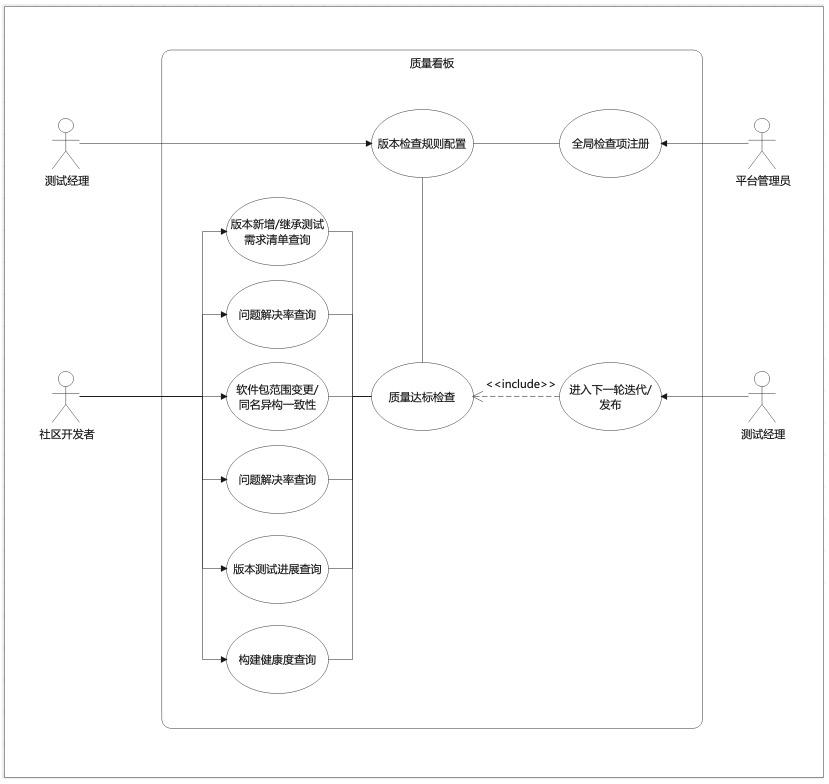 质量看板
版本检查规则配置
全局检查项注册
测试经理
平台管理员
版本新增/继承测试
需求清单查询
问题解决率查询
软件包范围变更/
同名异构一致性
质量达标检查
<<include>>
进入下一轮迭代/
发布
社区开发者
测试经理
问题解决率查询
版本测试进展查询
构建健康度查询